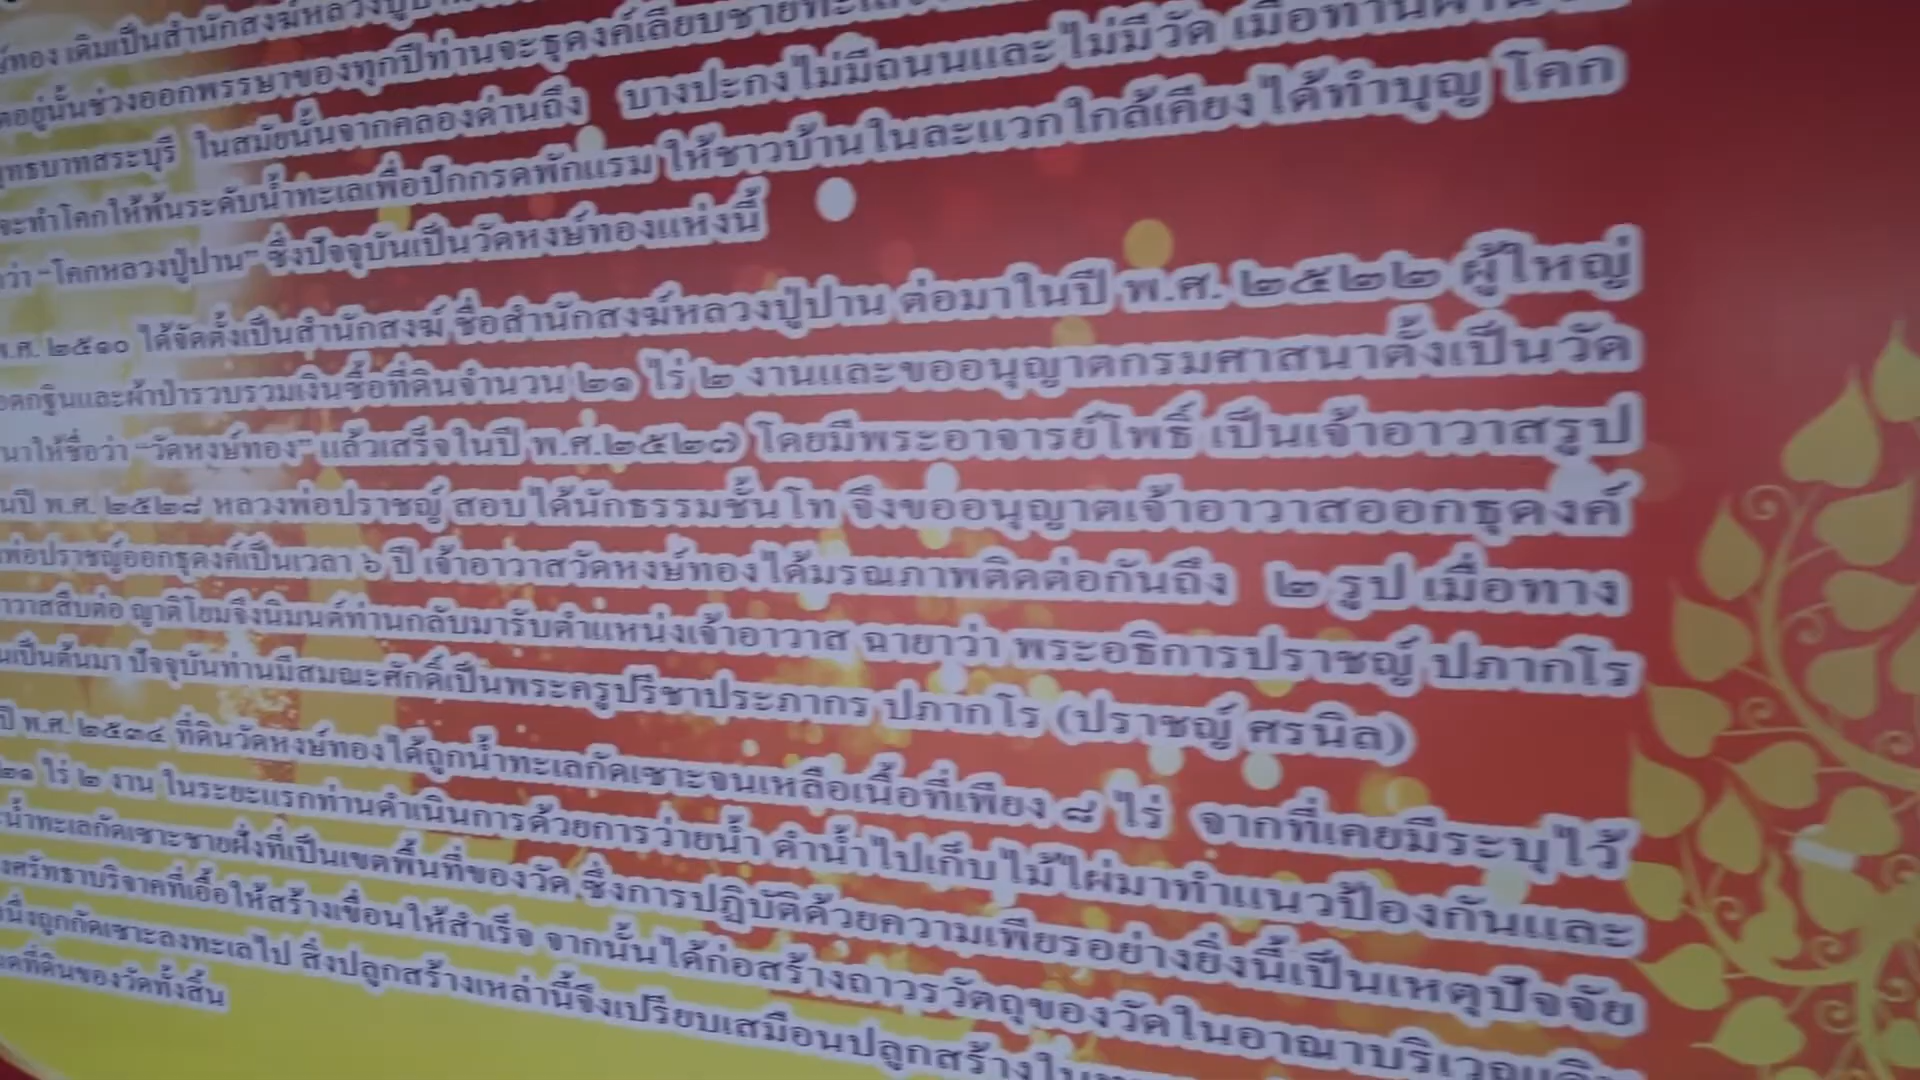 ษ์ทอง เดิมเป็นสำนักสงฆ์หลวงปู่ปาน
อยู่นั้นช่วงออกพรรษาของทุกปีท่านจะธุดงค์เลียบชายทะเล
ทธบาทสระบุรี ในสมัยนั้นจากคลองด่านถึง บางปะกงไม่มีถนนและไม่มีวัด เมื่อท่าน
จะทำโคกให้พ้นระดับน้ำทะเลเพื่อปักกรดพักแรม ให้ชาวบ้านในละแวกใกล้เคียงได้ทำบุญ โคก
ว่า "โคกหลวงปู่ปาน" ซึ่งปัจจุบันเป็นวัดหงษ์ทองแห่งนี้
พ.ศ. ๒๕๑๐ ได้จัดตั้งเป็นสำนักสงฆ์ ชื่อสำนักสงฆ์หลวงปู่ปาน ต่อมาในปี พ.ศ. ๒๕๒๒ ผู้ใหญ่
อดกฐินและผ้าป่ารวบรวมเงินซื้อที่ดินจำนวน ๒๑ ไร่ ๒ งานและขออนุญาตกรมศาสนาตั้งเป็นวัด
นาให้ชื่อว่า "วัดหงษ์ทอง" แล้วเสร็จในปี พ.ศ.๒๕๒๗ โดยมีพระอาจารย์โพธิ์ เป็นเจ้าอาวาสรูป
นปี พ.ศ. ๒๕๒๘ หลวงพ่อปราชญ์ สอบได้นักธรรมชั้นโท จึงขออนุญาตเจ้าอาวาสออกธุดงค์
พ่อปราชญ์ออกธุดงค์เป็นเวลา ๖ ปี เจ้าอาวาสวัดหงษ์ทองได้มรณภาพติดต่อกันถึง ๒ รูป เมื่อทาง
าวาสสืบต่อ ญาติโยมจึงนิมนต์ท่านกลับมารับตำแหน่งเจ้าอาวาส ฉายาว่า พระอธิการปราชญ์ ปภากโร
นเป็นต้นมา ปัจจุบันท่านมีสมณะศักดิ์เป็นพระครูปรีชาประภากร ปภากโร (ปราชญ์ ศรนิล)
ปี พ.ศ. ๒๕๓๔ ที่ดินวัดหงษ์ทองได้ถูกน้ำทะเลกัดเซาะจนเหลือเนื้อที่เพียง ๘ ไร่ จากที่เคยมีระบุไว้
๒๑ ไร่ ๒ งาน ในระยะแรกท่านดำเนินการด้วยการว่ายน้ำ ดำน้ำไปเก็บไม้ไผ่มาทำแนวป้องกันและ
น้ำทะเลกัดเซาะชายฝั่งที่เป็นเขตพื้นที่ของวัด ซึ่งการปฏิบัติด้วยความเพียรอย่างยิ่งนี้เป็นเหตุปัจจัย
งศรัทธาบริจาคที่เอื้อให้สร้างเขื่อนให้สำเร็จ จากนั้นได้ก่อสร้างถาวรวัตถุของวัดในอาณาบริเวณ
นึ่งถูกกัดเซาะลงทะเลไป สิ่งปลูกสร้างเหล่านี้จึงเปรียบเสมือนปลูกสร้างใน
ที่ดินของวัดทั้งสิ้น